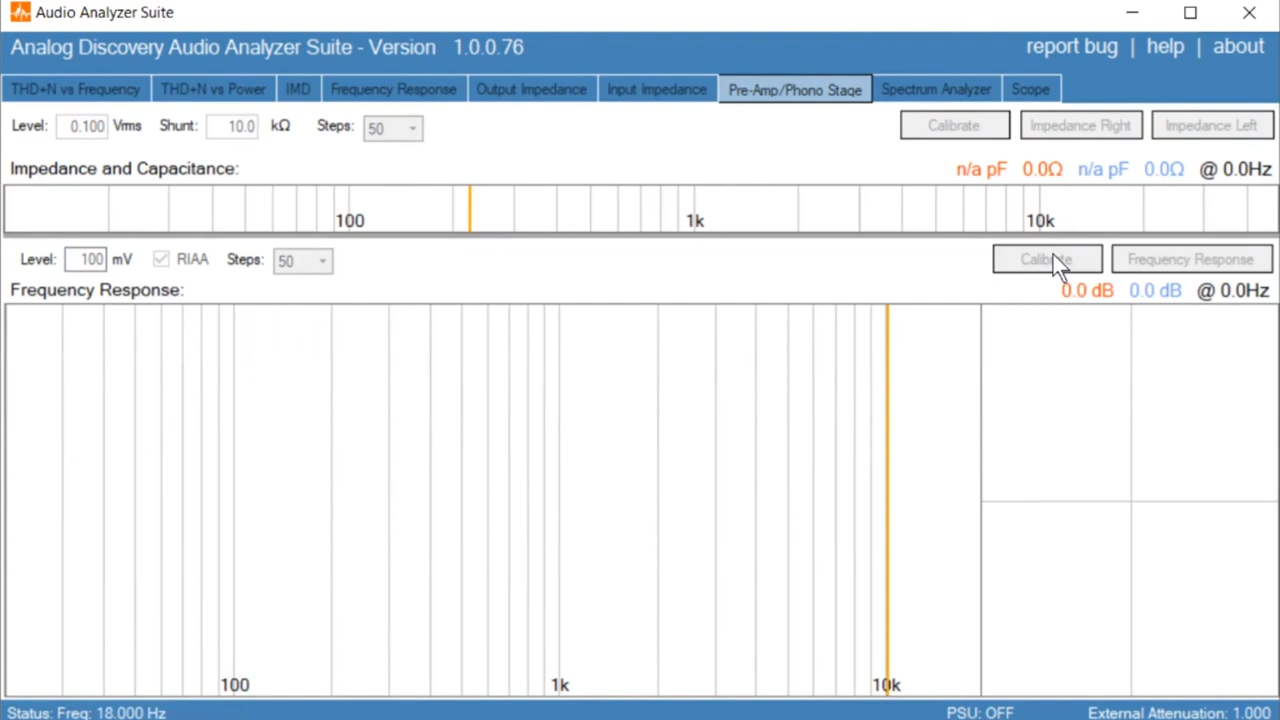 Audio Analyzer Suite
Analog Discovery Audio Analyzer Suite - Version 1.0.0.76
report bug | help | about
THD+N vs Frequency THD+N vs Power IMD Frequency Response Output Impedance Input Impedance Pre-Amp/Phono Stage Spectrum Analyzer Scope
Level: 0.100 Vrms Shunt: 10.0 kΩ Steps: 50 Calibrate Impedance Right Impedance Left
Impedance and Capacitance: n/a pF 0.0Ω n/a pF 0.0Ω @ 0.0Hz
100 1k 10k
Level: 100 mV RIAA Steps: 50 Calibrate Frequency Response
Frequency Response: 0.0 dB 0.0 dB @ 0.0Hz
100 1k 10k
Status: Freq: 18.000 Hz PSU: OFF External Attenuation: 1.000